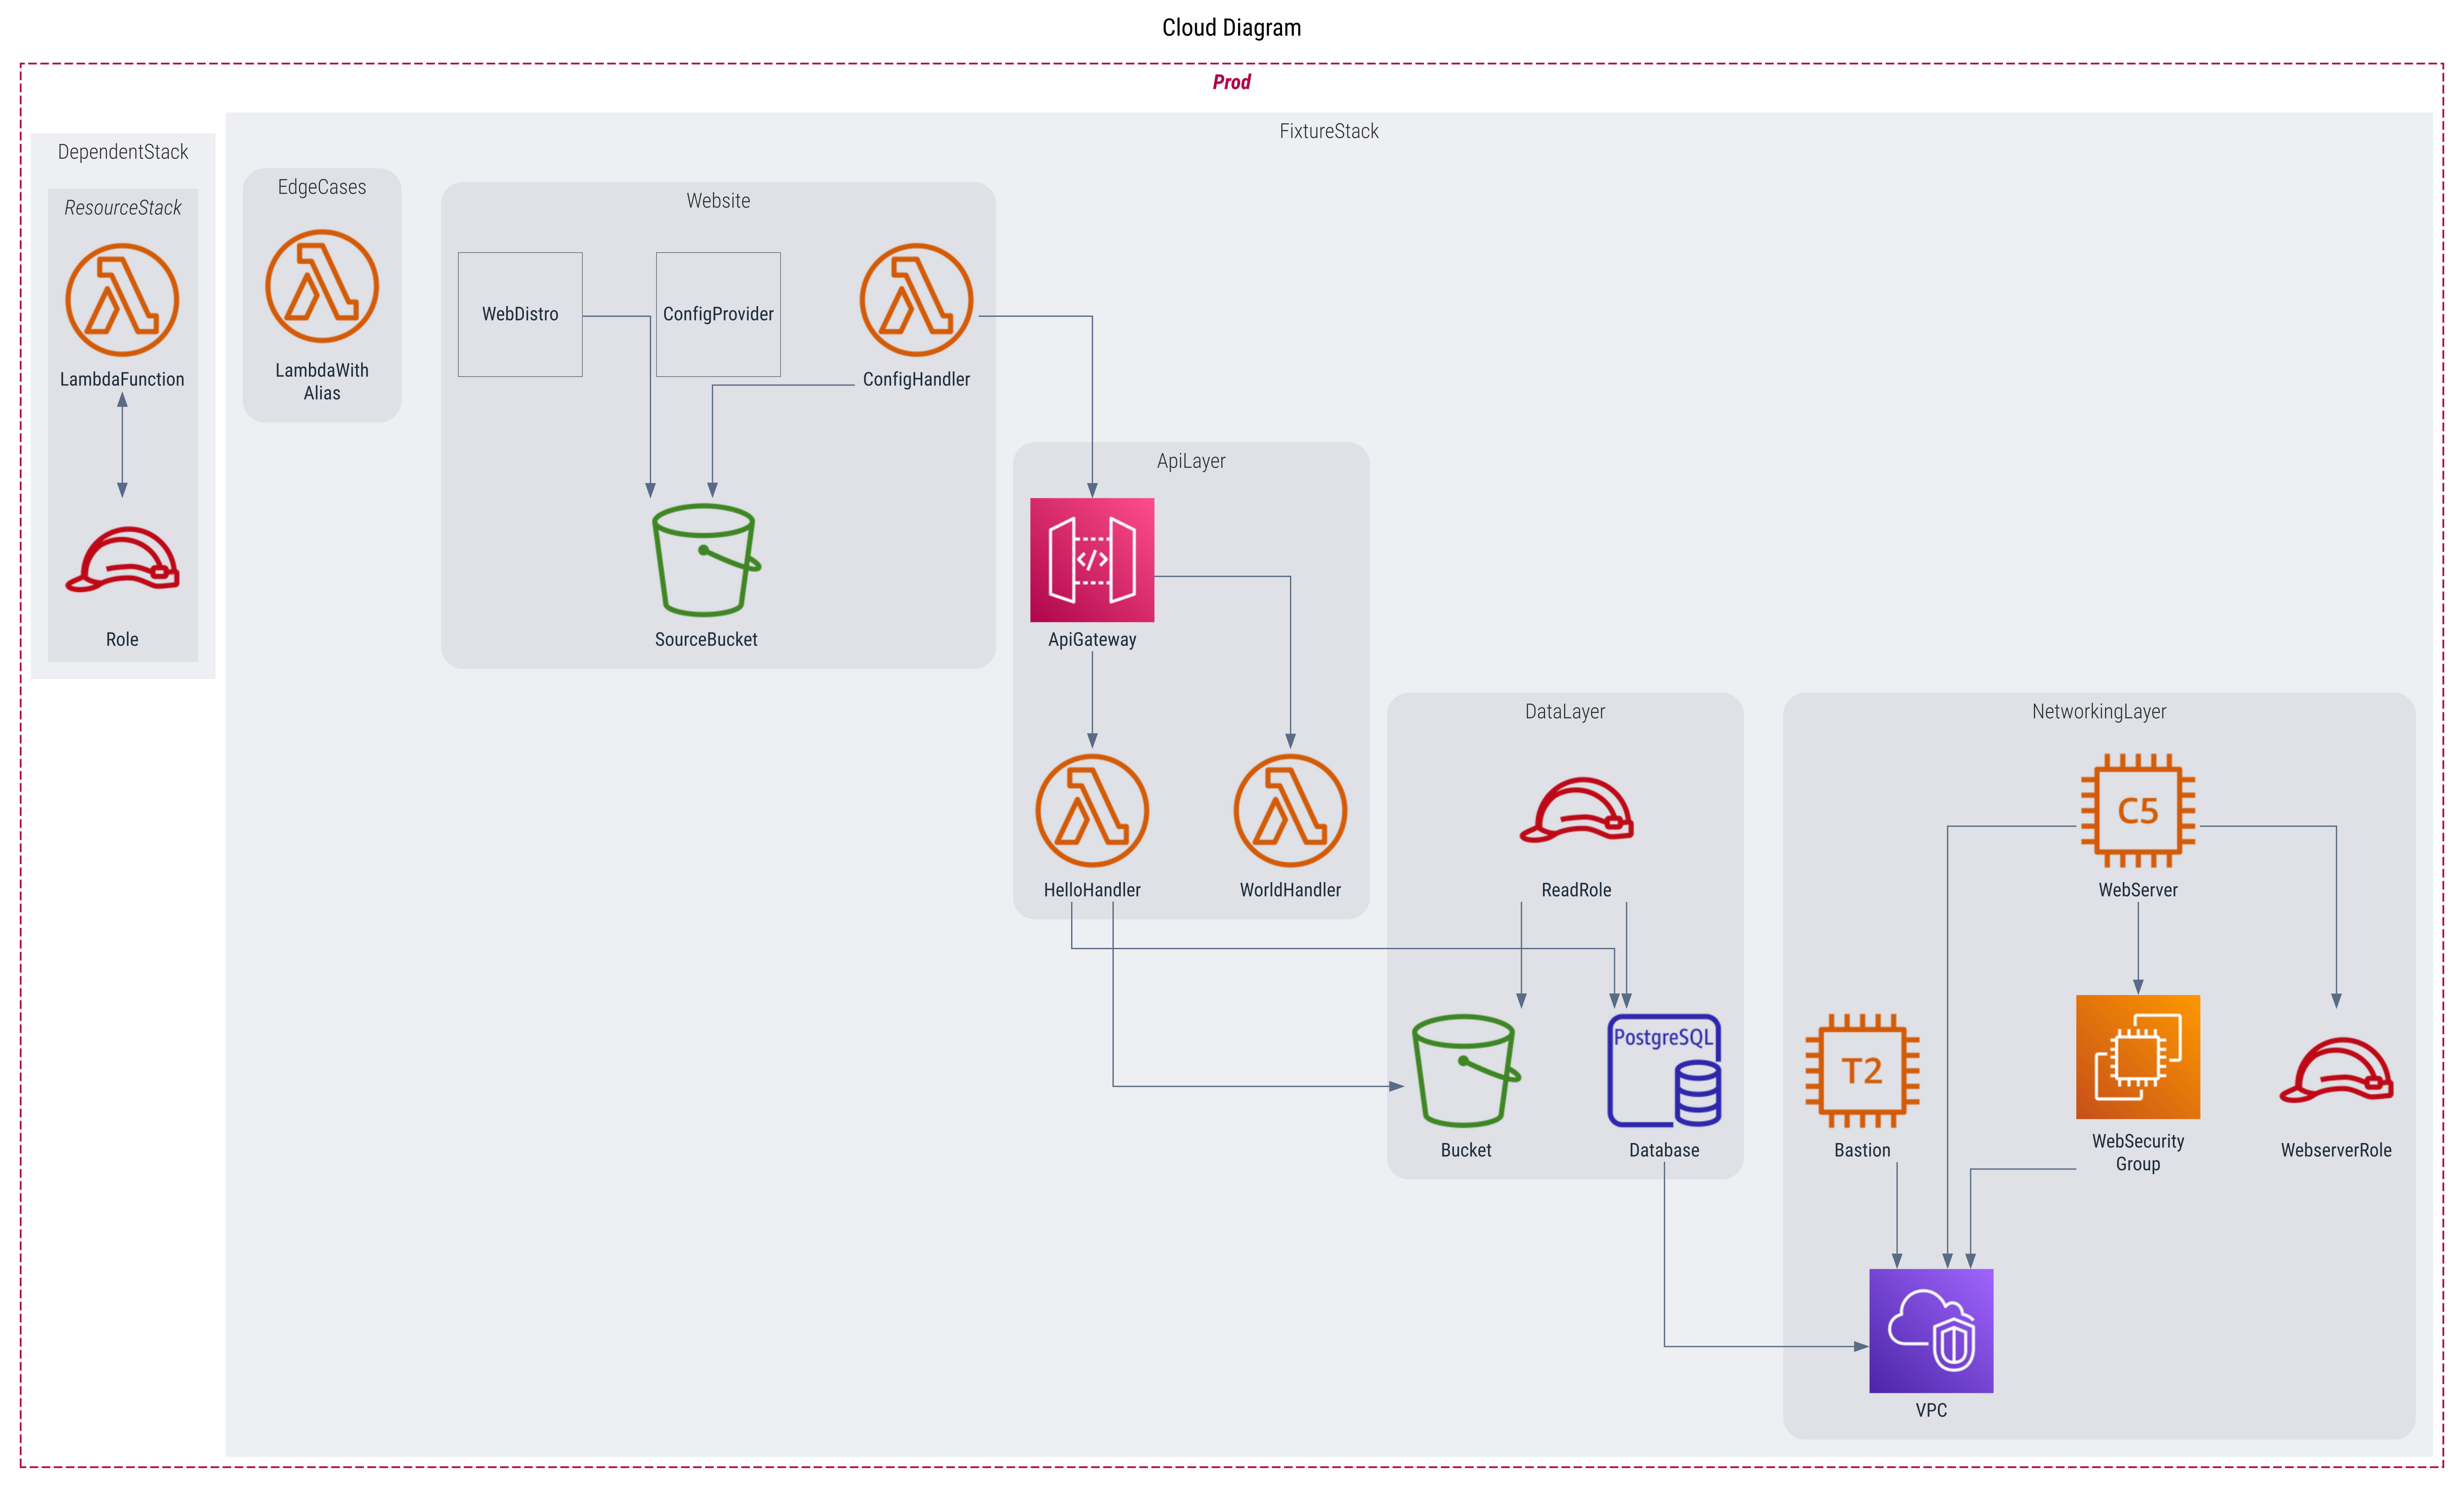 Cloud Diagram
Prod
DependentStack
ResourceStack
LambdaFunction
Role
FixtureStack
EdgeCases
LambdaWith
Alias
Website
WebDistro
ConfigProvider
ConfigHandler
SourceBucket
ApiLayer
</>
ApiGateway
HelloHandler
WorldHandler
DataLayer
ReadRole
Bucket
PostgreSQL
Database
NetworkingLayer
C5
WebServer
T2
Bastion
WebSecurity
Group
WebserverRole
VPC